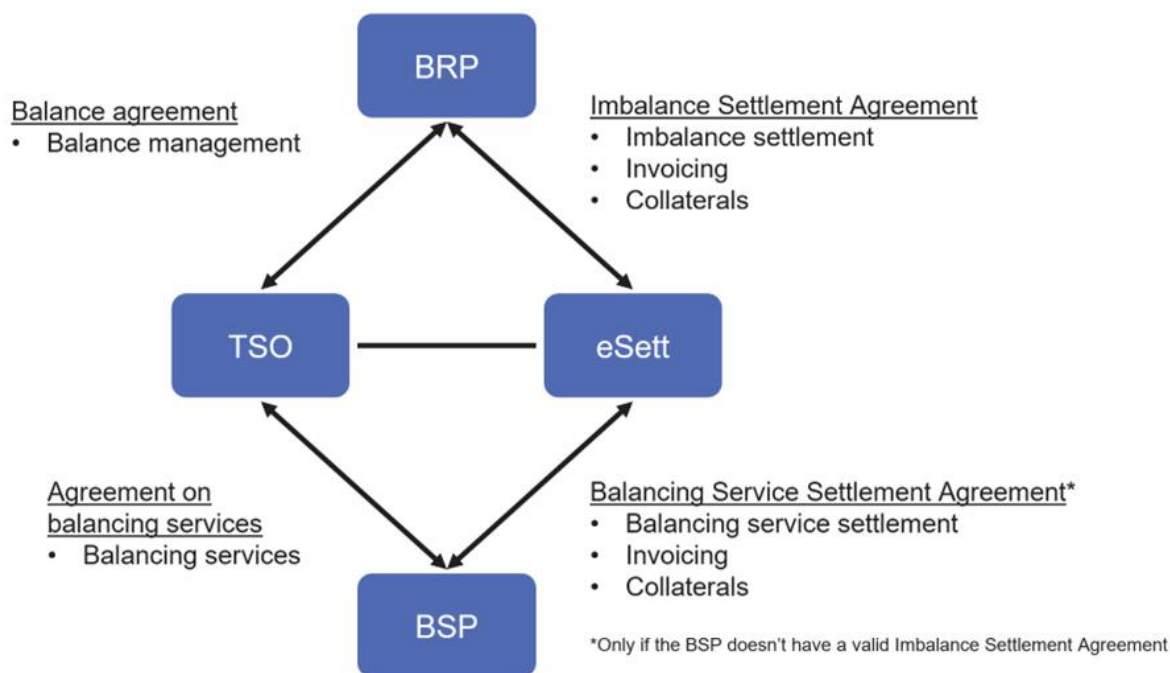 BRP
Balance agreement
• Balance management
Imbalance Settlement Agreement
• Imbalance settlement
• Invoicing
• Collaterals
TSO
eSett
Agreement on
balancing services
• Balancing services
Balancing Service Settlement Agreement*
• Balancing service settlement
• Invoicing
• Collaterals
BSP
*Only if the BSP doesn't have a valid Imbalance Settlement Agreement